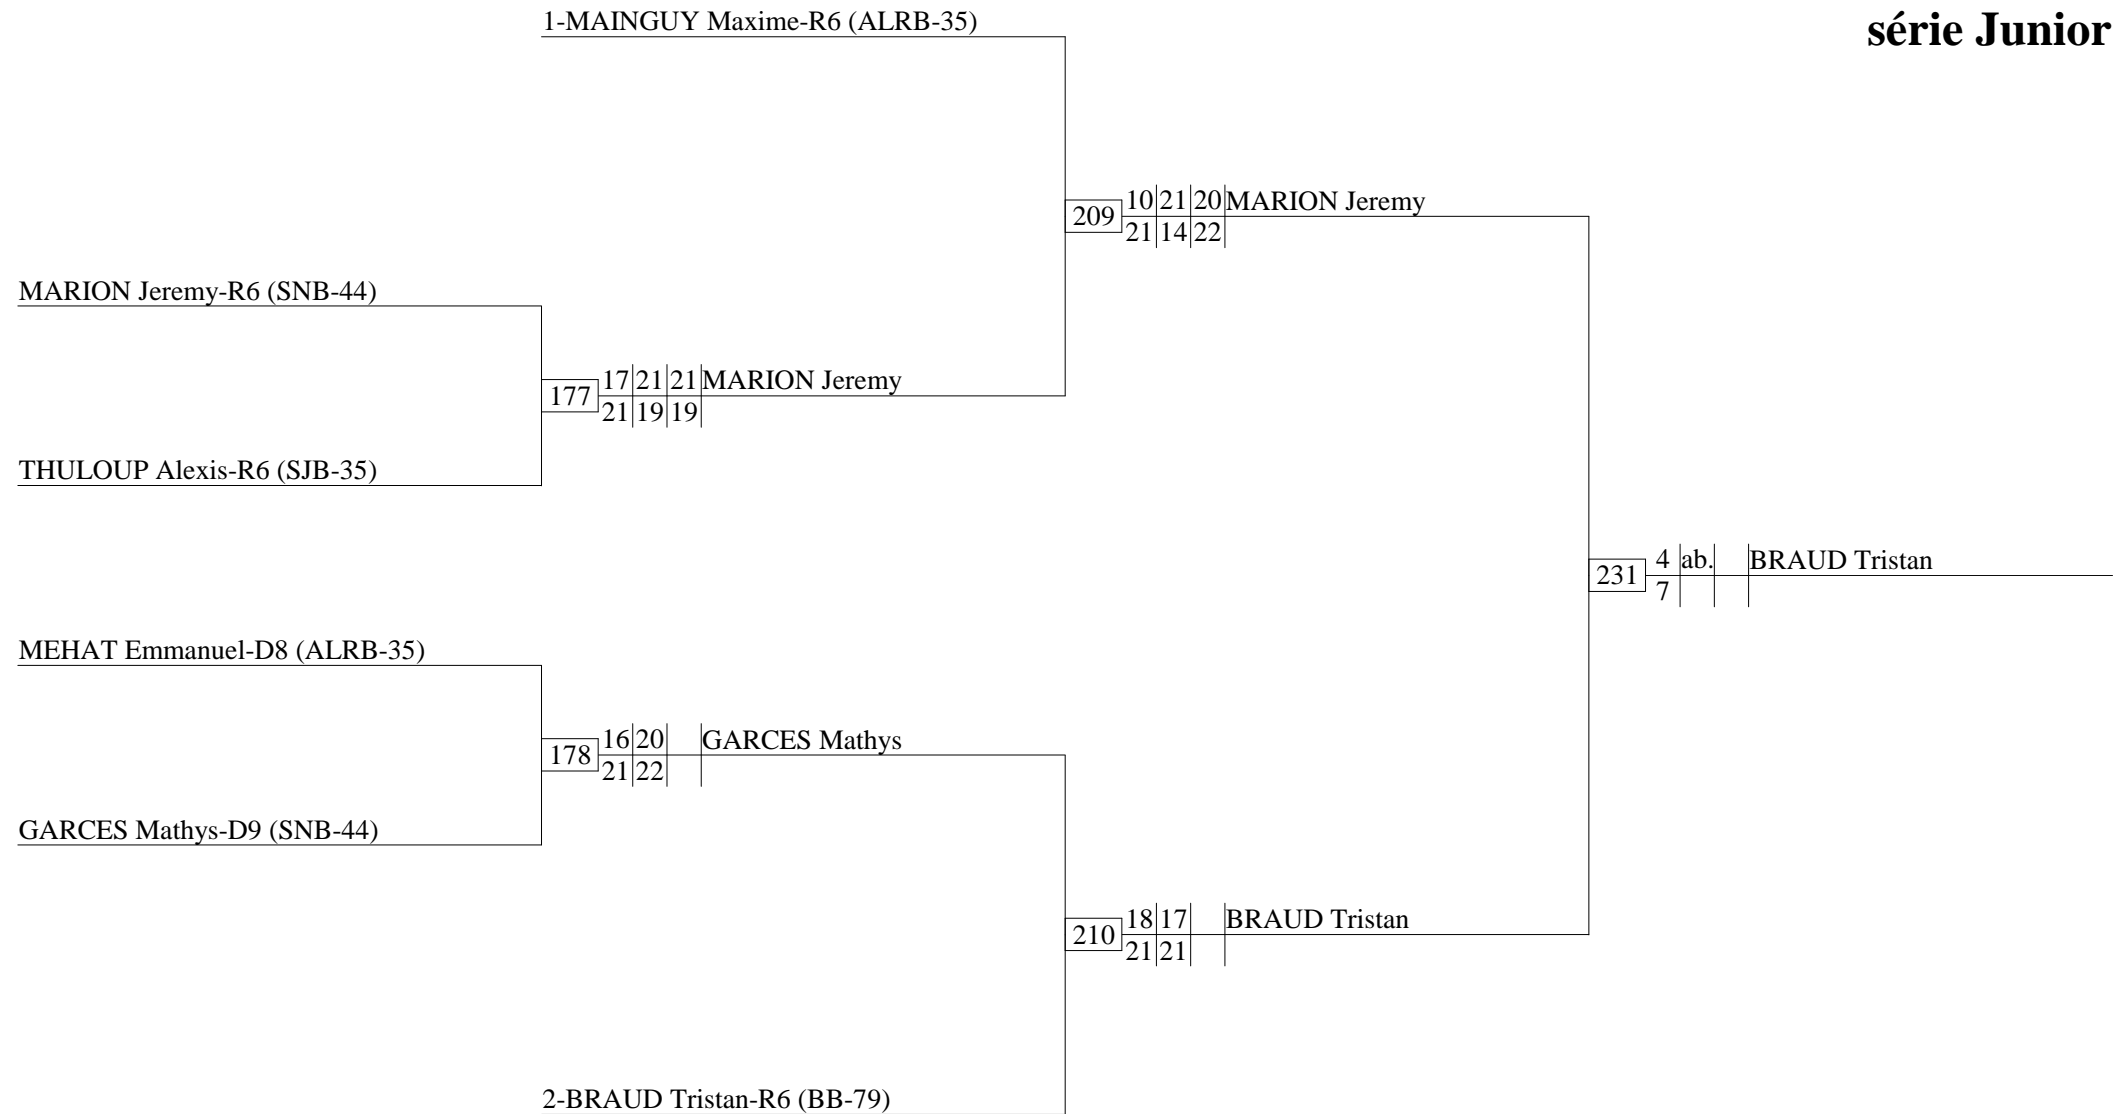 1-MAINGUY Maxime-R6 (ALRB-35)
série Junior
209 10 21 20 MARION Jeremy
21 14 22
MARION Jeremy-R6 (SNB-44)
177 17 21 21 MARION Jeremy
21 19 19
THULOUP Alexis-R6 (SJB-35)
231 4 ab. BRAUD Tristan
7
MEHAT Emmanuel-D8 (ALRB-35)
178 16 20 GARCES Mathys
21 22
GARCES Mathys-D9 (SNB-44)
210 18 17 BRAUD Tristan
21 21
2-BRAUD Tristan-R6 (BB-79)